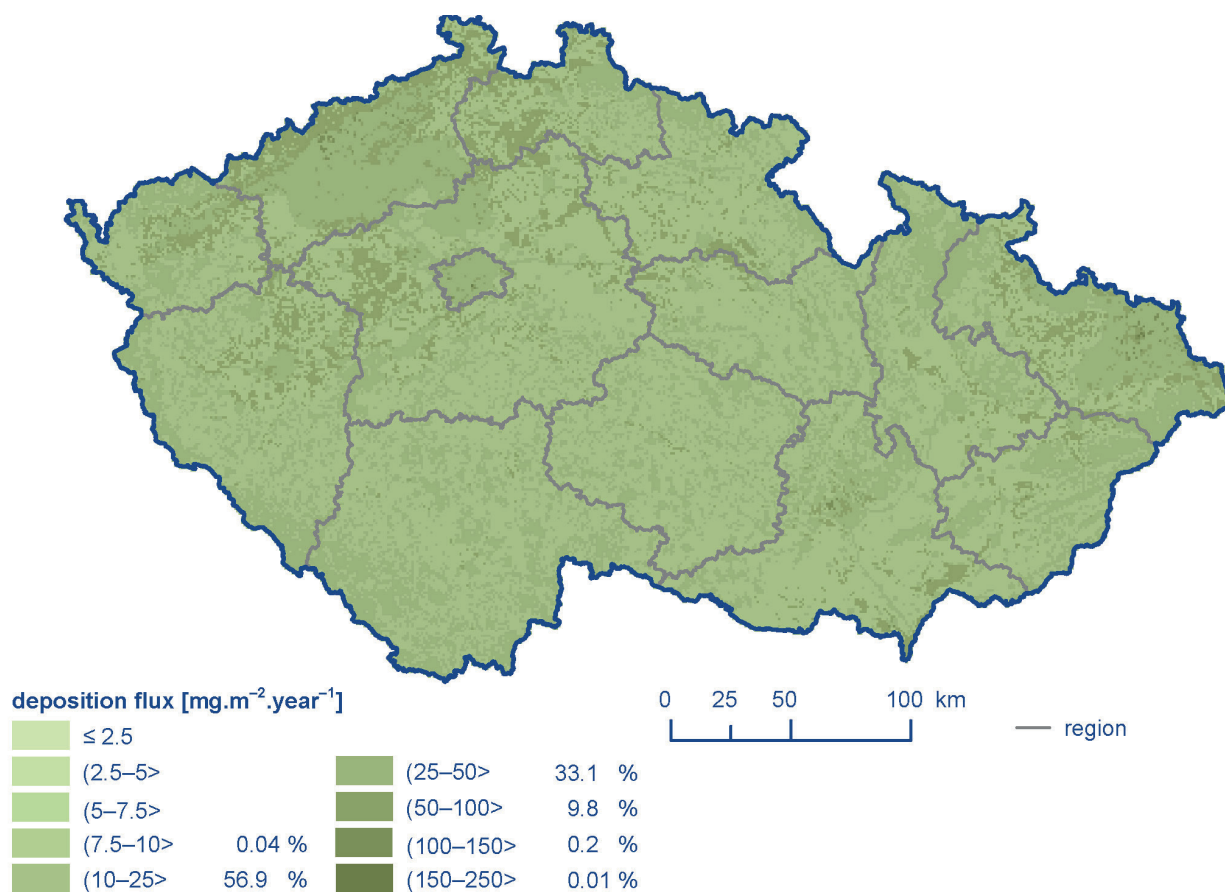 deposition flux [mg.m⁻².year⁻¹]
≤ 2.5
(2.5–5>
(5–7.5>
(7.5–10> 0.04 %
(10–25> 56.9 %
(25–50> 33.1 %
(50–100> 9.8 %
(100–150> 0.2 %
(150–250> 0.01 %
0 25 50 100 km
region